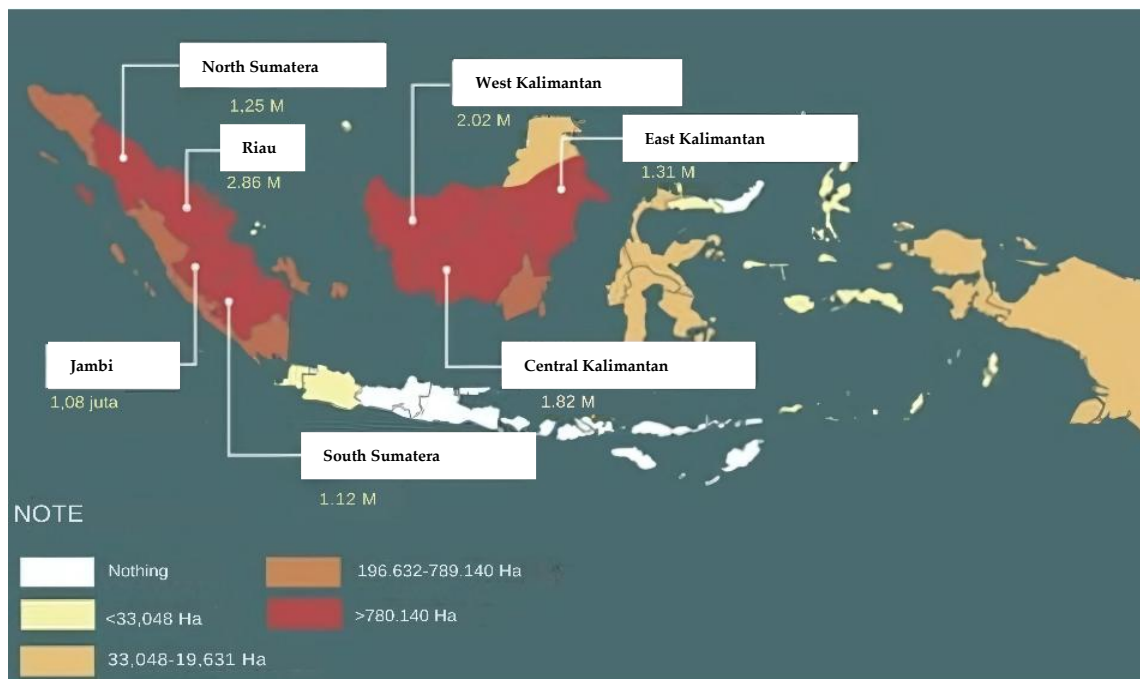 North Sumatera
1,25 M
West Kalimantan
2.02 M
Riau
2.86 M
East Kalimantan
1.31 M
Jambi
1,08 juta
Central Kalimantan
1.82 M
South Sumatera
1.12 M
NOTE
Nothing
<33,048 Ha
33,048-19,631 Ha
196.632-789.140 Ha
>780.140 Ha